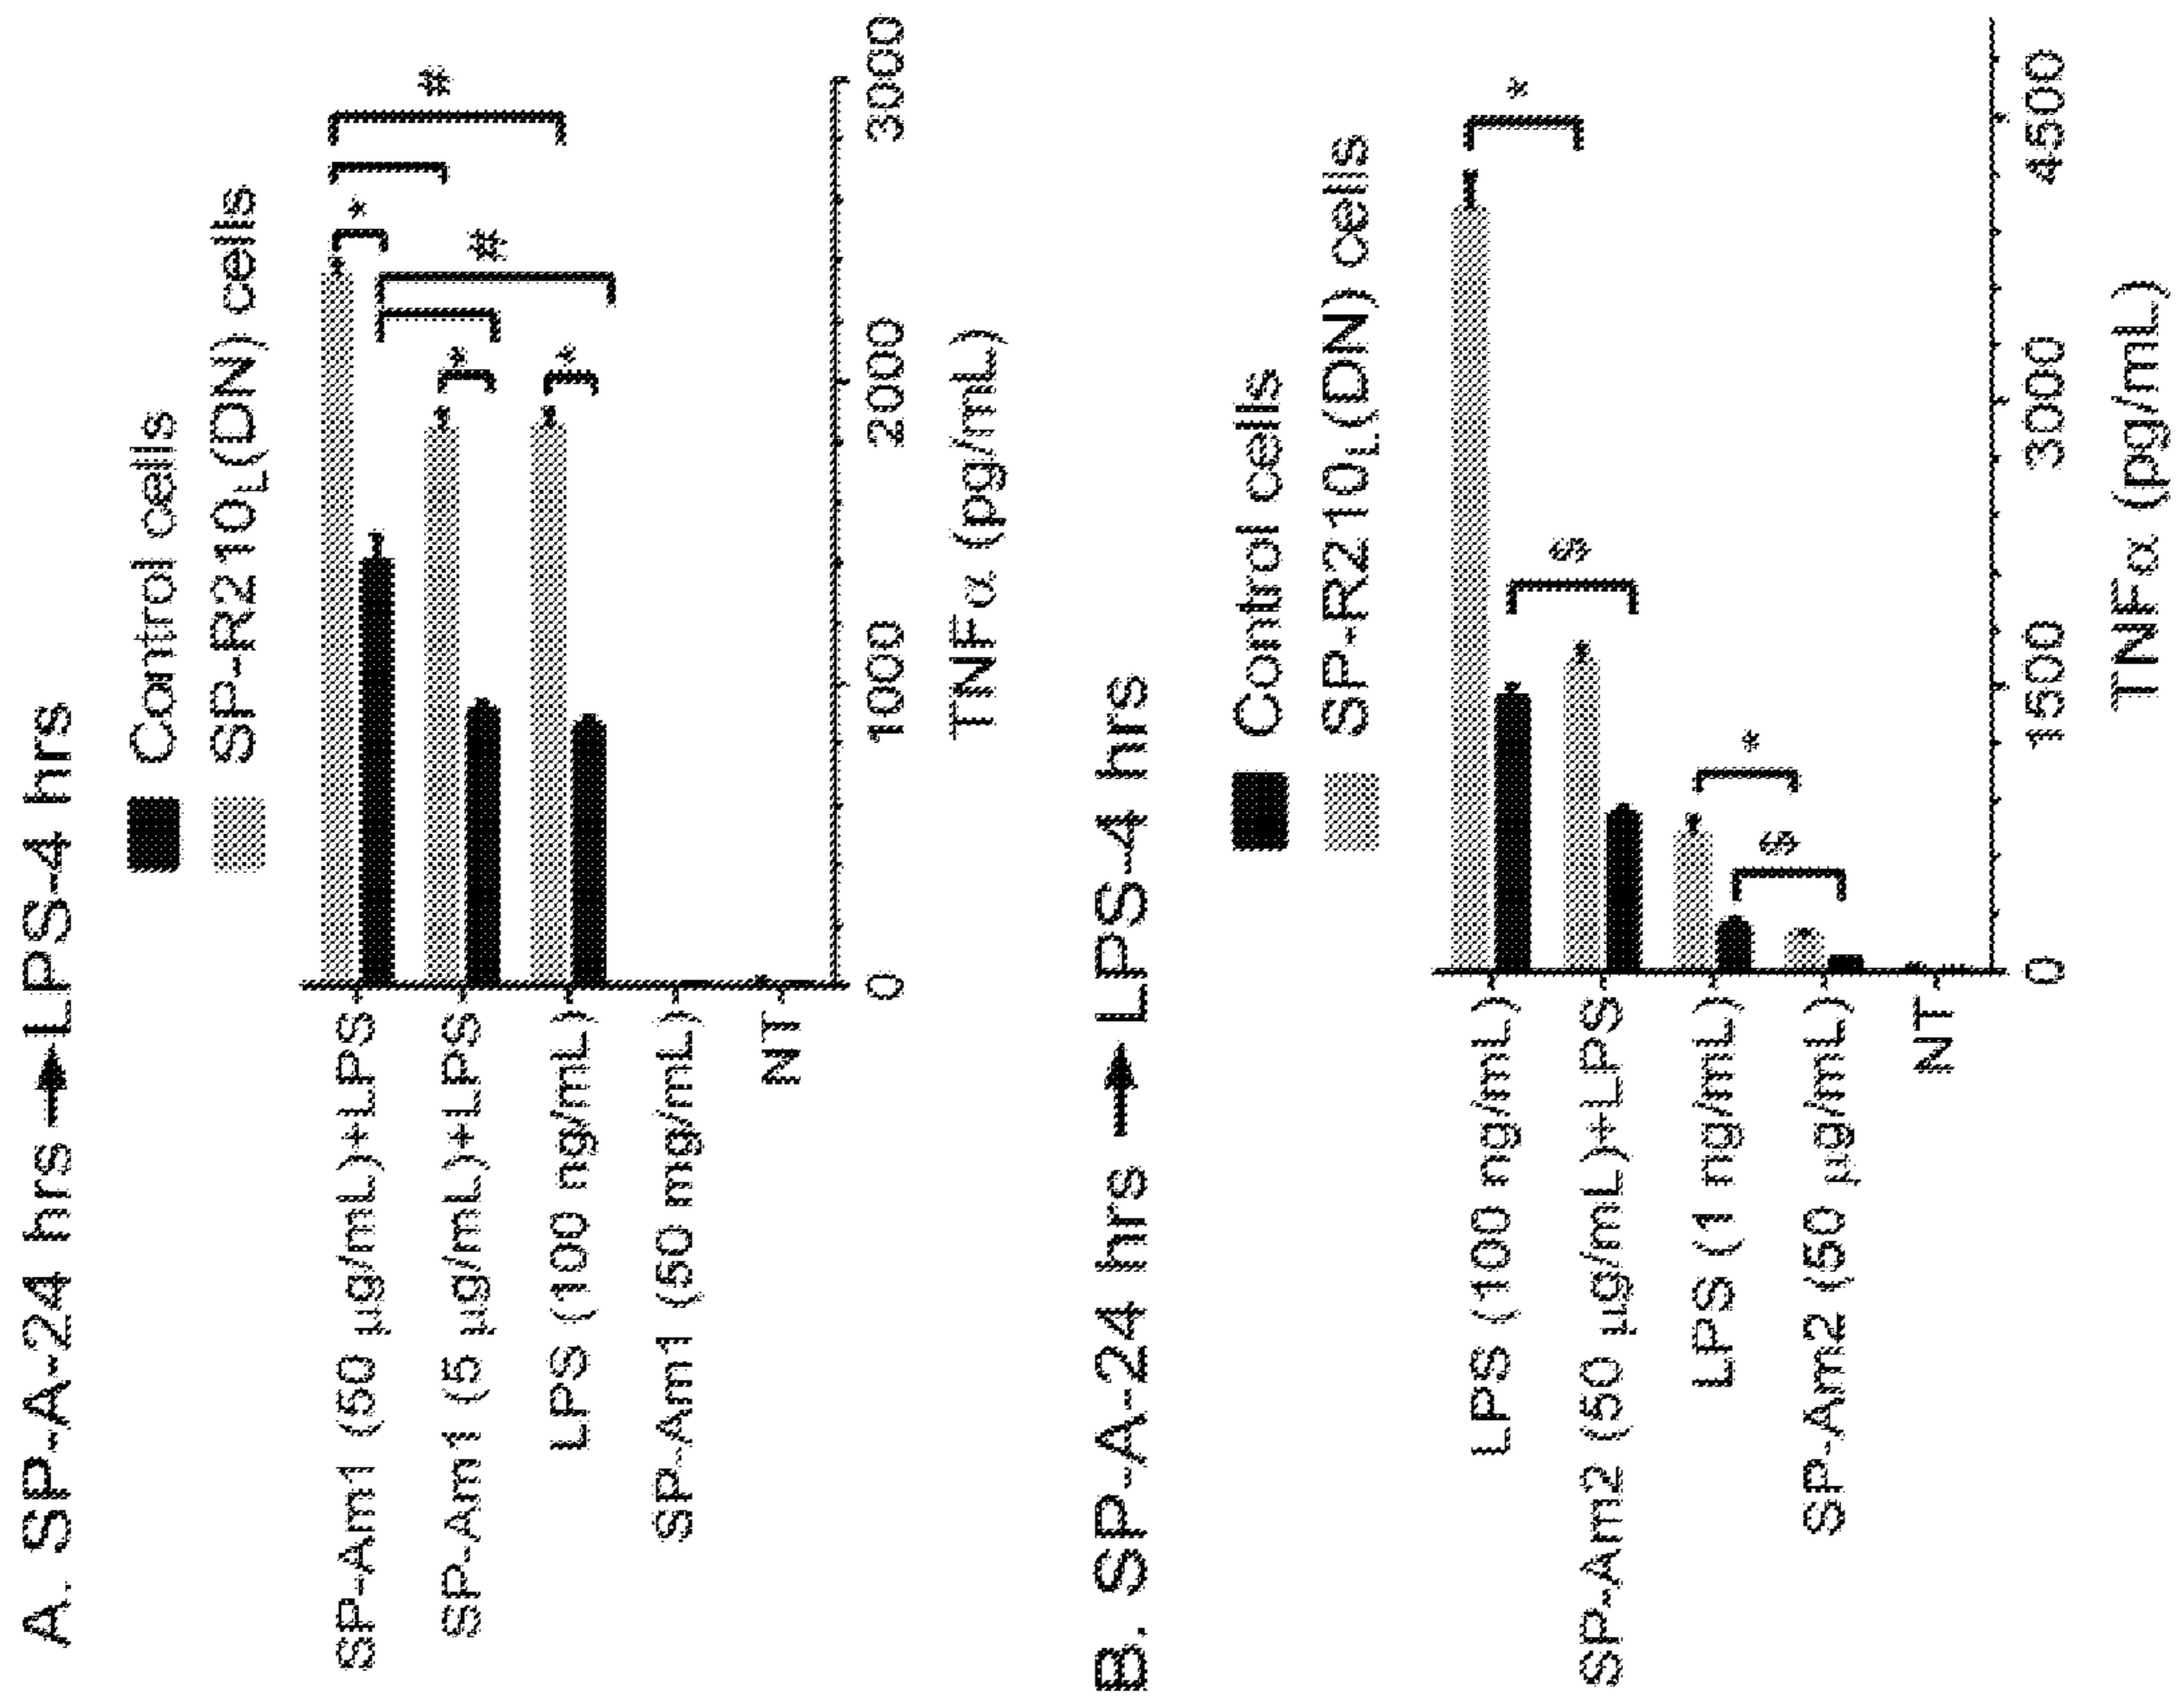 A. SP-A-24 hrs→LPS-4 hrs
Control cells
SP-R210L(DN) cells
SP-Am1 (50 µg/mL)+LPS
SP-Am1 (5 µg/mL)+LPS
LPS (100 ng/mL)
SP-Am1 (50 mg/mL)
NT
*
#
*
#
*
0 1000 2000 3000
TNFα (pg/mL)
B. SP-A-24 hrs → LPS-4 hrs
Control cells
SP-R210L(DN) cells
LPS (100 ng/mL)
SP-Am2 (50 µg/mL)+LPS
LPS (1 ng/mL)
SP-Am2 (50 µg/mL)
NT
*
$
*
$
0 1500 3000 4500
TNFα (pg/mL)